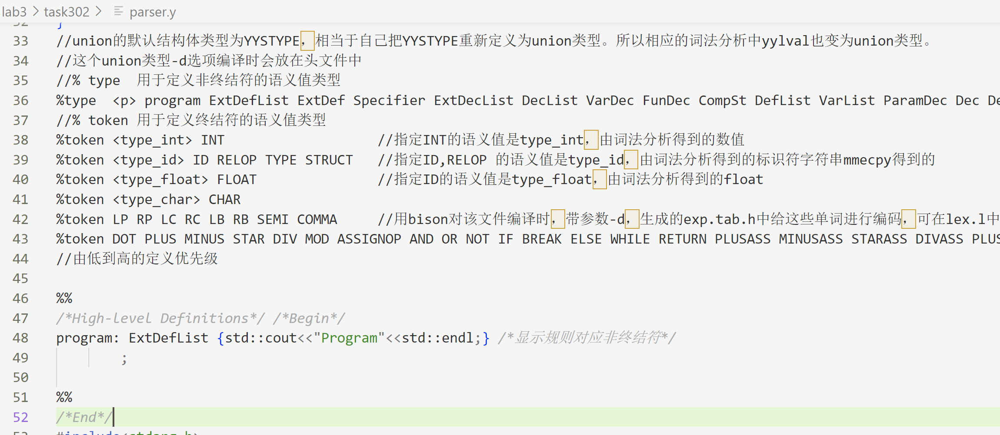 lab3 > task302 > parser.y
32 }
33 //union的默认结构体类型为YYSTYPE，相当于自己把YYSTYPE重新定义为union类型。所以相应的词法分析中yylval也变为union类型。
34 //这个union类型-d选项编译时会放在头文件中
35 //% type  用于定义非终结符的语义值类型
36 %type  <p> program ExtDefList ExtDef Specifier ExtDecList DecList VarDec FunDec CompSt DefList VarList ParamDec Dec De
37 //% token 用于定义终结符的语义值类型
38 %token <type_int> INT                   //指定INT的语义值是type_int，由词法分析得到的数值
39 %token <type_id> ID RELOP TYPE STRUCT   //指定ID,RELOP 的语义值是type_id，由词法分析得到的标识符字符串mmecpy得到的
40 %token <type_float> FLOAT               //指定ID的语义值是type_float，由词法分析得到的float
41 %token <type_char> CHAR
42 %token LP RP LC RC LB RB SEMI COMMA     //用bison对该文件编译时，带参数-d，生成的exp.tab.h中给这些单词进行编码，可在lex.l中
43 %token DOT PLUS MINUS STAR DIV MOD ASSIGNOP AND OR NOT IF BREAK ELSE WHILE RETURN PLUSASS MINUSASS STARASS DIVASS PLUS
44 //由低到高的定义优先级
45
46 %%
47 /*High-level Definitions*/ /*Begin*/
48 program: ExtDefList {std::cout<<"Program"<<std::endl;} /*显示规则对应非终结符*/
49         ;
50
51 %%
52 /*End*/
53 #include<stdarg.h>